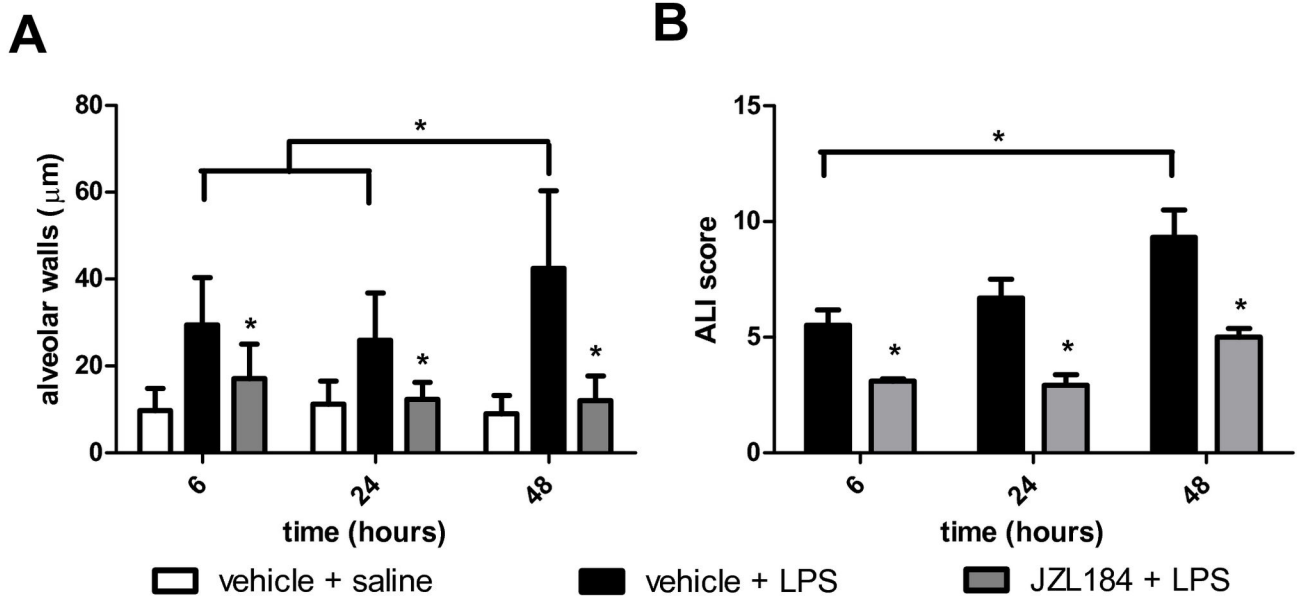 A
B
80
60
40
20
0
alveolar walls (μm)
*
*
*
*
6
24
48
time (hours)
15
10
5
0
ALI score
*
*
*
*
6
24
48
time (hours)
vehicle + saline
vehicle + LPS
JZL184 + LPS